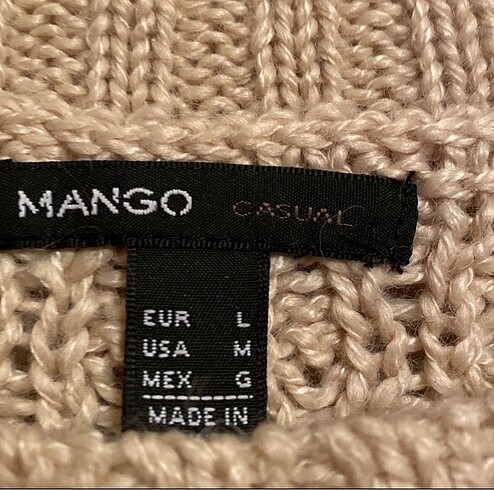 MANGO CASUAL
EUR L
USA M
MEX G
MADE IN